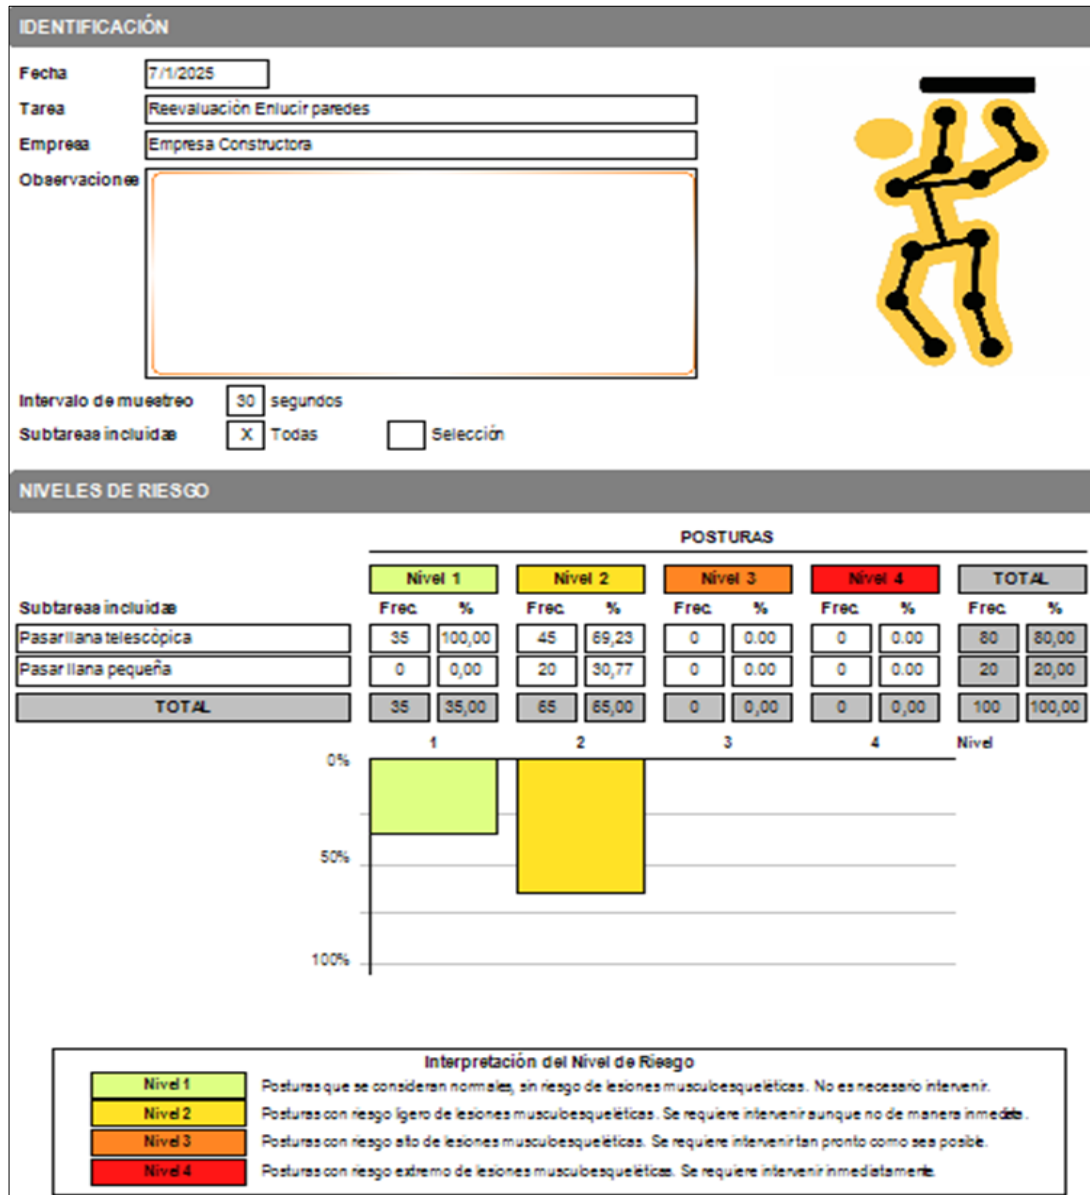 IDENTIFICACIÓN
Fecha 7/1/2025
Tarea Reevaluación Enlucir paredes
Empresa Empresa Constructora
Observaciones
Intervalo de muestreo 30 segundos
Subtareas incluidas X Todas Selección
NIVELES DE RIESGO
POSTURAS
Nivel 1 Nivel 2 Nivel 3 Nivel 4 TOTAL
Subtareas incluidas Frec. % Frec. % Frec. % Frec. % Frec. %
Pasar llana telescópica 35 100,00 45 69,23 0 0.00 0 0.00 80 80,00
Pasar llana pequeña 0 0,00 20 30,77 0 0.00 0 0.00 20 20,00
TOTAL 35 35,00 65 65,00 0 0,00 0 0,00 100 100,00
1 2 3 4 Nivel
0%
50%
100%
Interpretación del Nivel de Riesgo
Nivel 1 Posturas que se consideran normales, sin riesgo de lesiones musculoesqueléticas. No es necesario intervenir.
Nivel 2 Posturas con riesgo ligero de lesiones musculoesqueléticas. Se requiere intervenir aunque no de manera inmediata.
Nivel 3 Posturas con riesgo alto de lesiones musculoesqueléticas. Se requiere intervenir tan pronto como sea posible.
Nivel 4 Posturas con riesgo extremo de lesiones musculoesqueléticas. Se requiere intervenir inmediatamente.